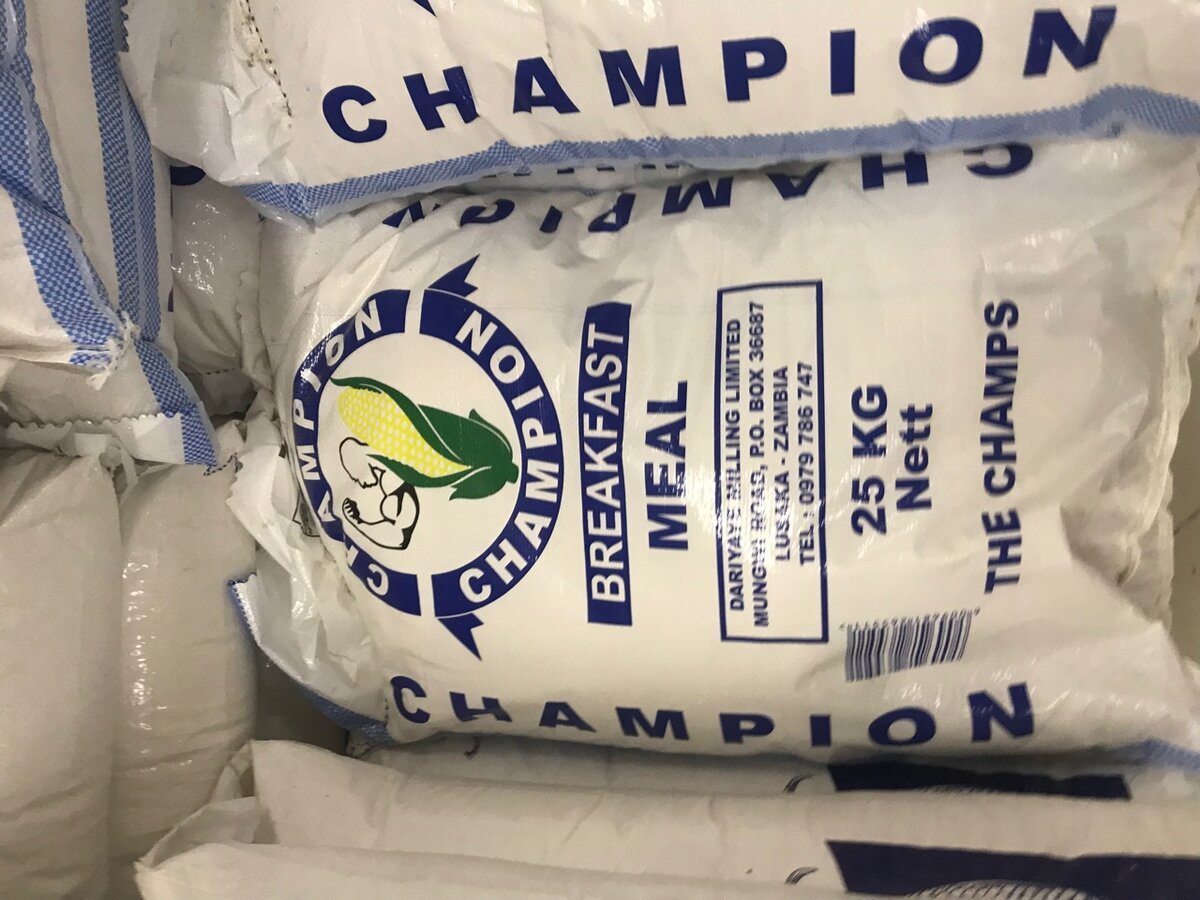 CHAMPION
CHAMPION
CHAMPION
CHAMPION
BREAKFAST
MEAL
DARIYAYE MILLING LIMITED
MUNGWI ROAD, P.O. BOX 36687
LUSAKA - ZAMBIA
TEL: 0979 786 747
25 KG
Nett
THE CHAMPS
CHAMPION